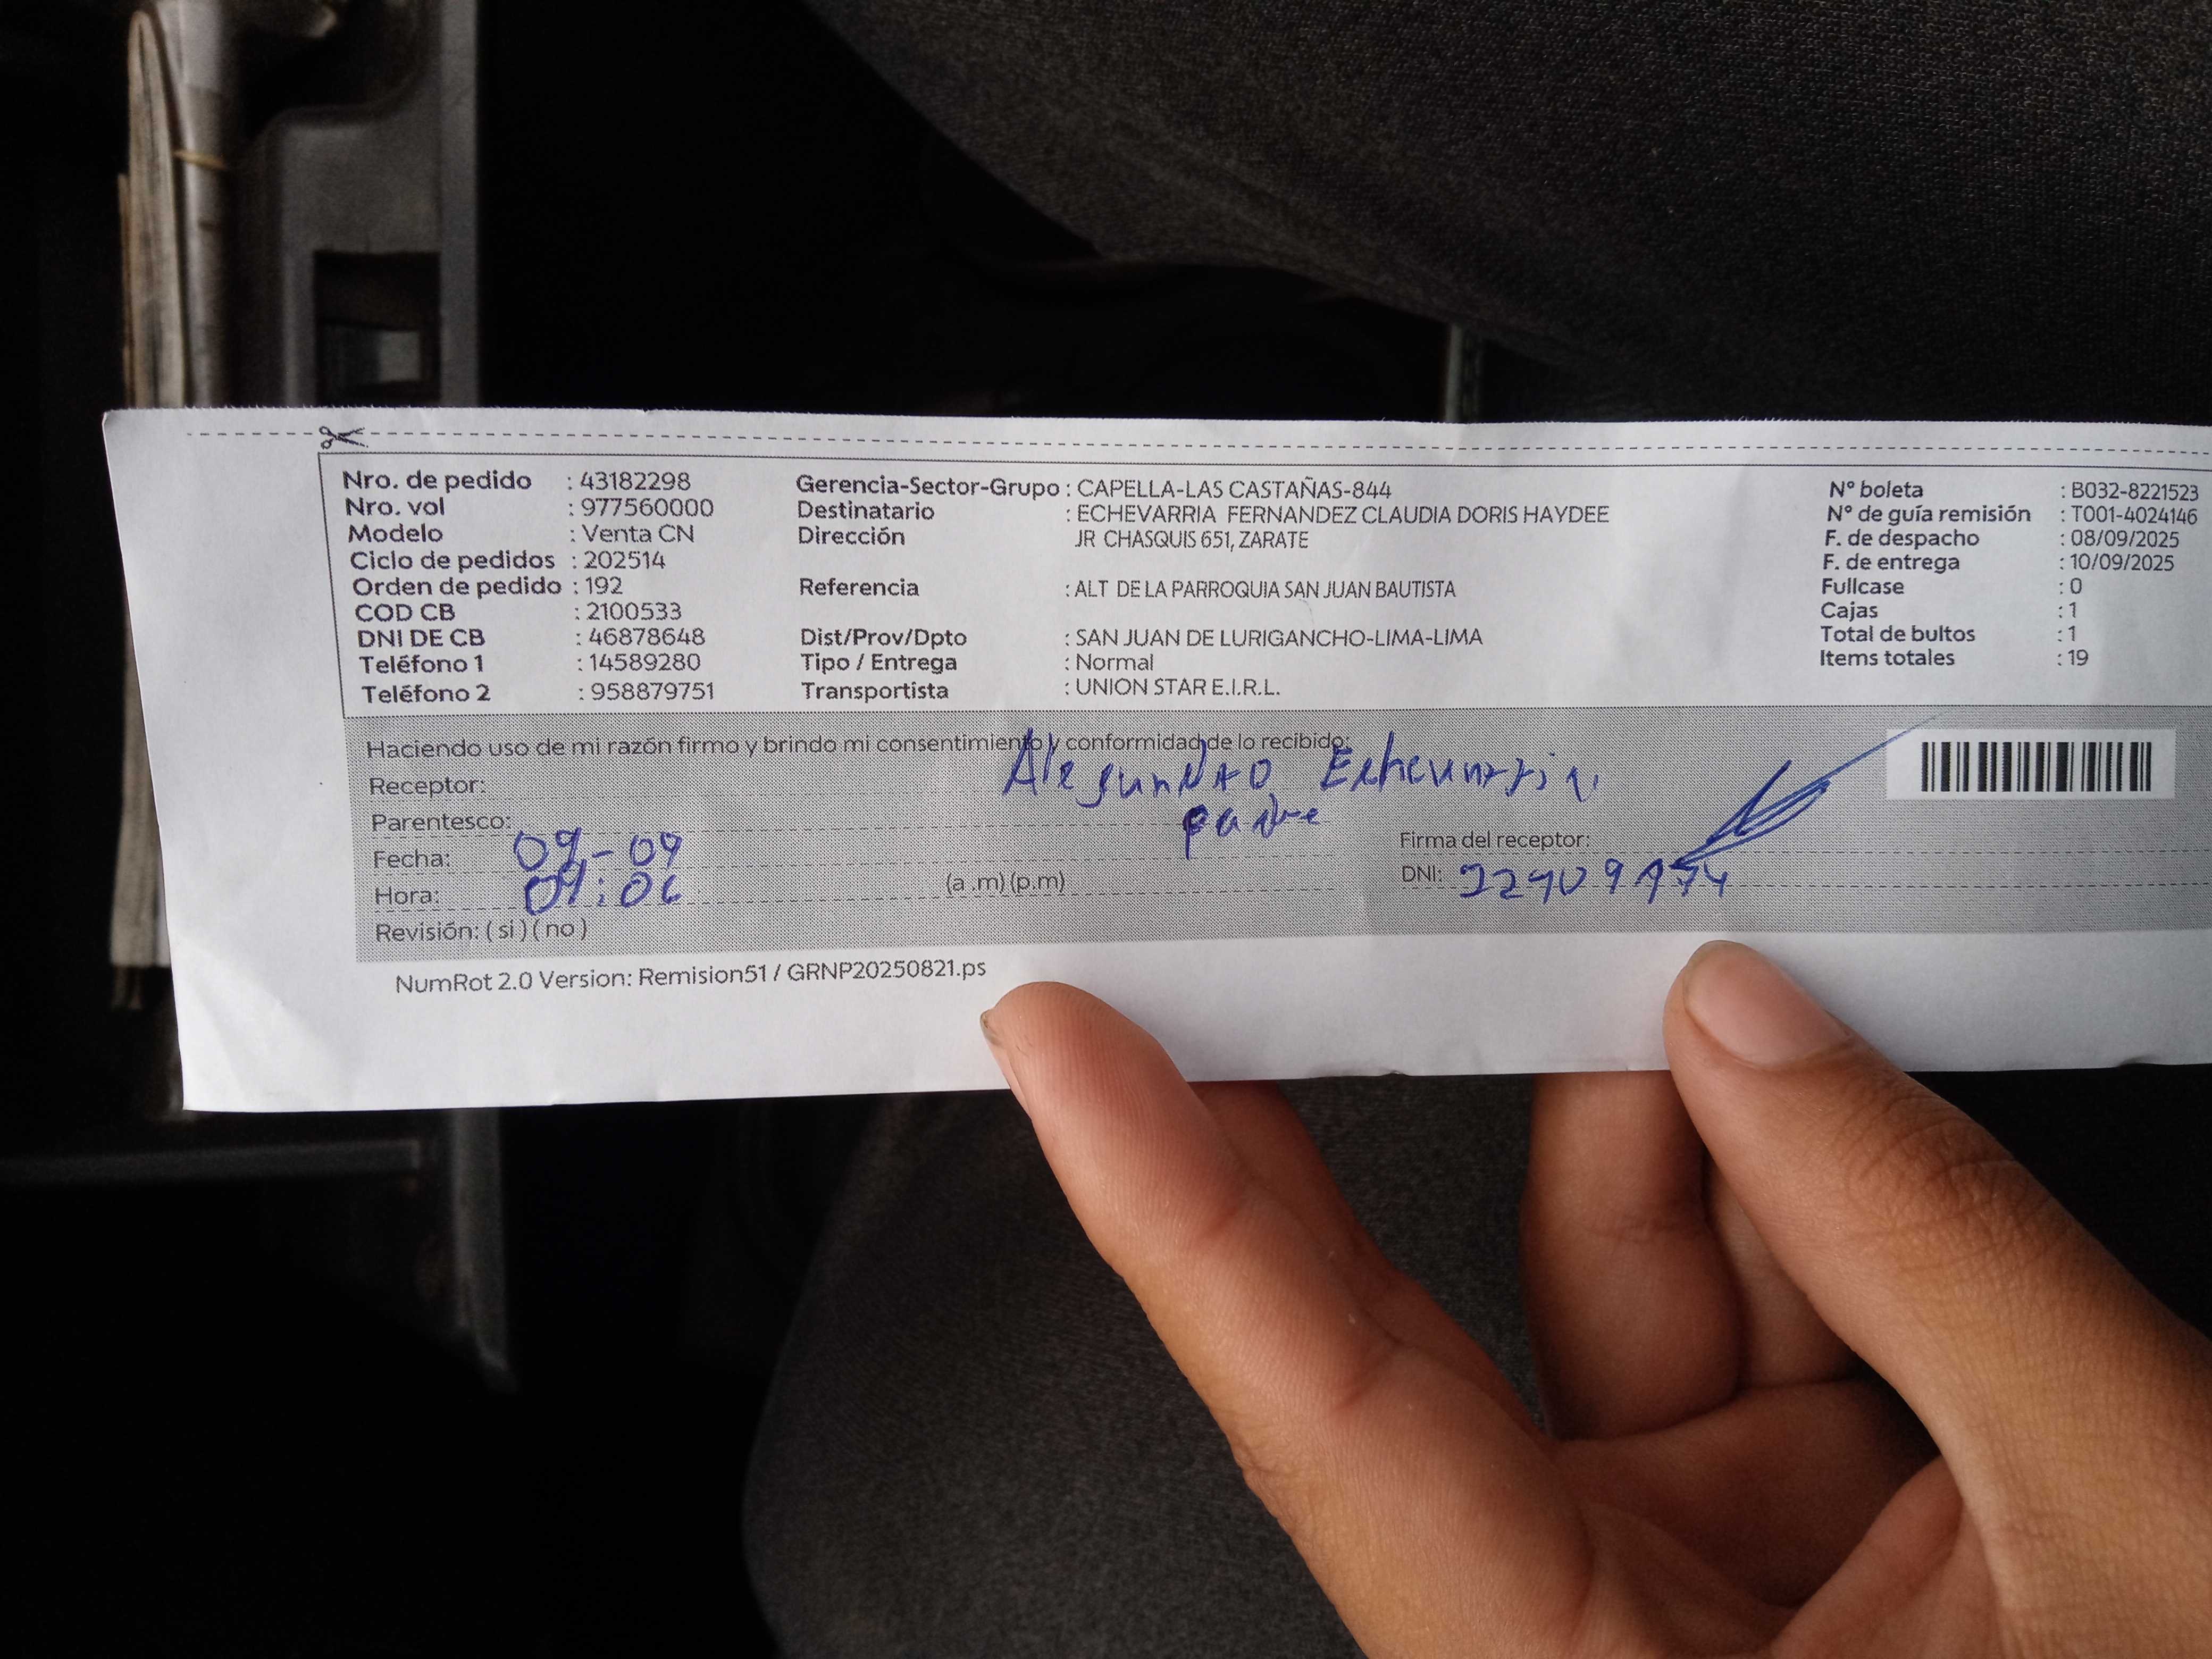 Nro. de pedido : 43182298
Nro. vol : 977560000
Modelo : Venta CN
Ciclo de pedidos : 202514
Orden de pedido : 192
COD CB : 2100533
DNI DE CB : 46878648
Teléfono 1 : 14589280
Teléfono 2 : 958879751
Gerencia-Sector-Grupo : CAPELLA-LAS CASTAÑAS-844
Destinatario : ECHEVARRIA FERNANDEZ CLAUDIA DORIS HAYDEE
Dirección JR CHASQUIS 651, ZARATE
Referencia : ALT DE LA PARROQUIA SAN JUAN BAUTISTA
Dist/Prov/Dpto : SAN JUAN DE LURIGANCHO-LIMA-LIMA
Tipo / Entrega : Normal
Transportista : UNION STAR E.I.R.L.
N° boleta : B032-8221523
N° de guía remisión : T001-4024146
F. de despacho : 08/09/2025
F. de entrega : 10/09/2025
Fullcase : 0
Cajas : 1
Total de bultos : 1
Items totales : 19
Haciendo uso de mi razón firmo y brindo mi consentimiento y conformidad de lo recibido:
Receptor:
Parentesco: padre
Fecha: 09-09
Hora: 09:06 (a .m) (p.m)
Revisión: ( si ) ( no )
Firma del receptor:
DNI:
NumRot 2.0 Version: Remision51 / GRNP20250821.ps